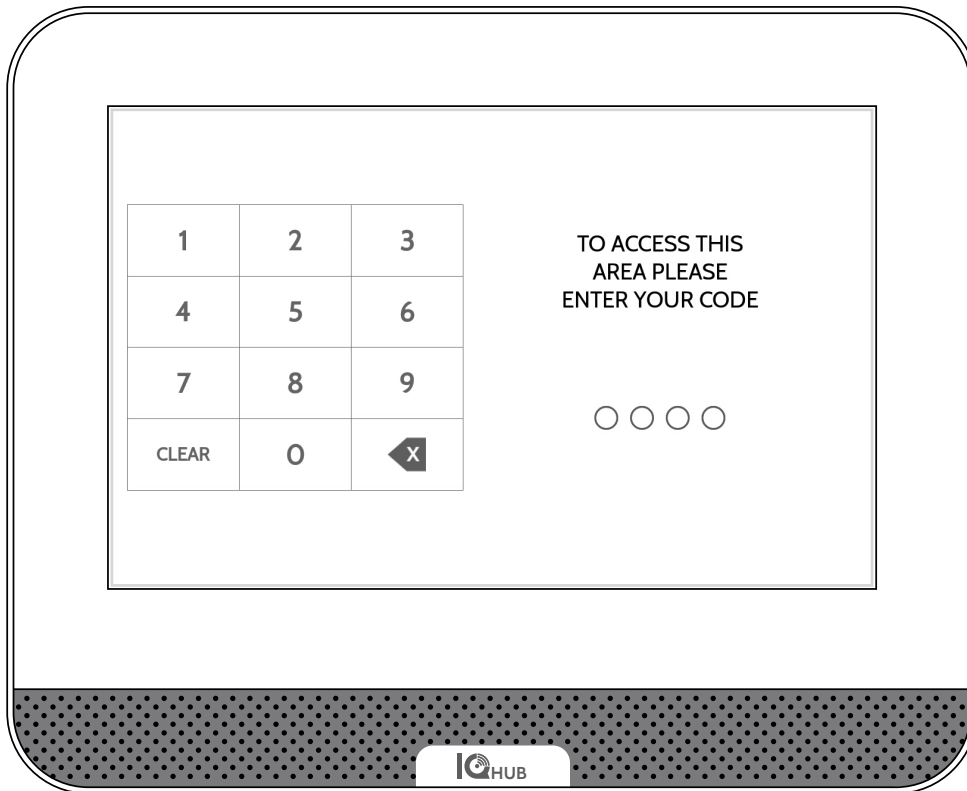 1 2 3
TO ACCESS THIS
AREA PLEASE
ENTER YOUR CODE
4 5 6
7 8 9
CLEAR 0 X
IQ HUB